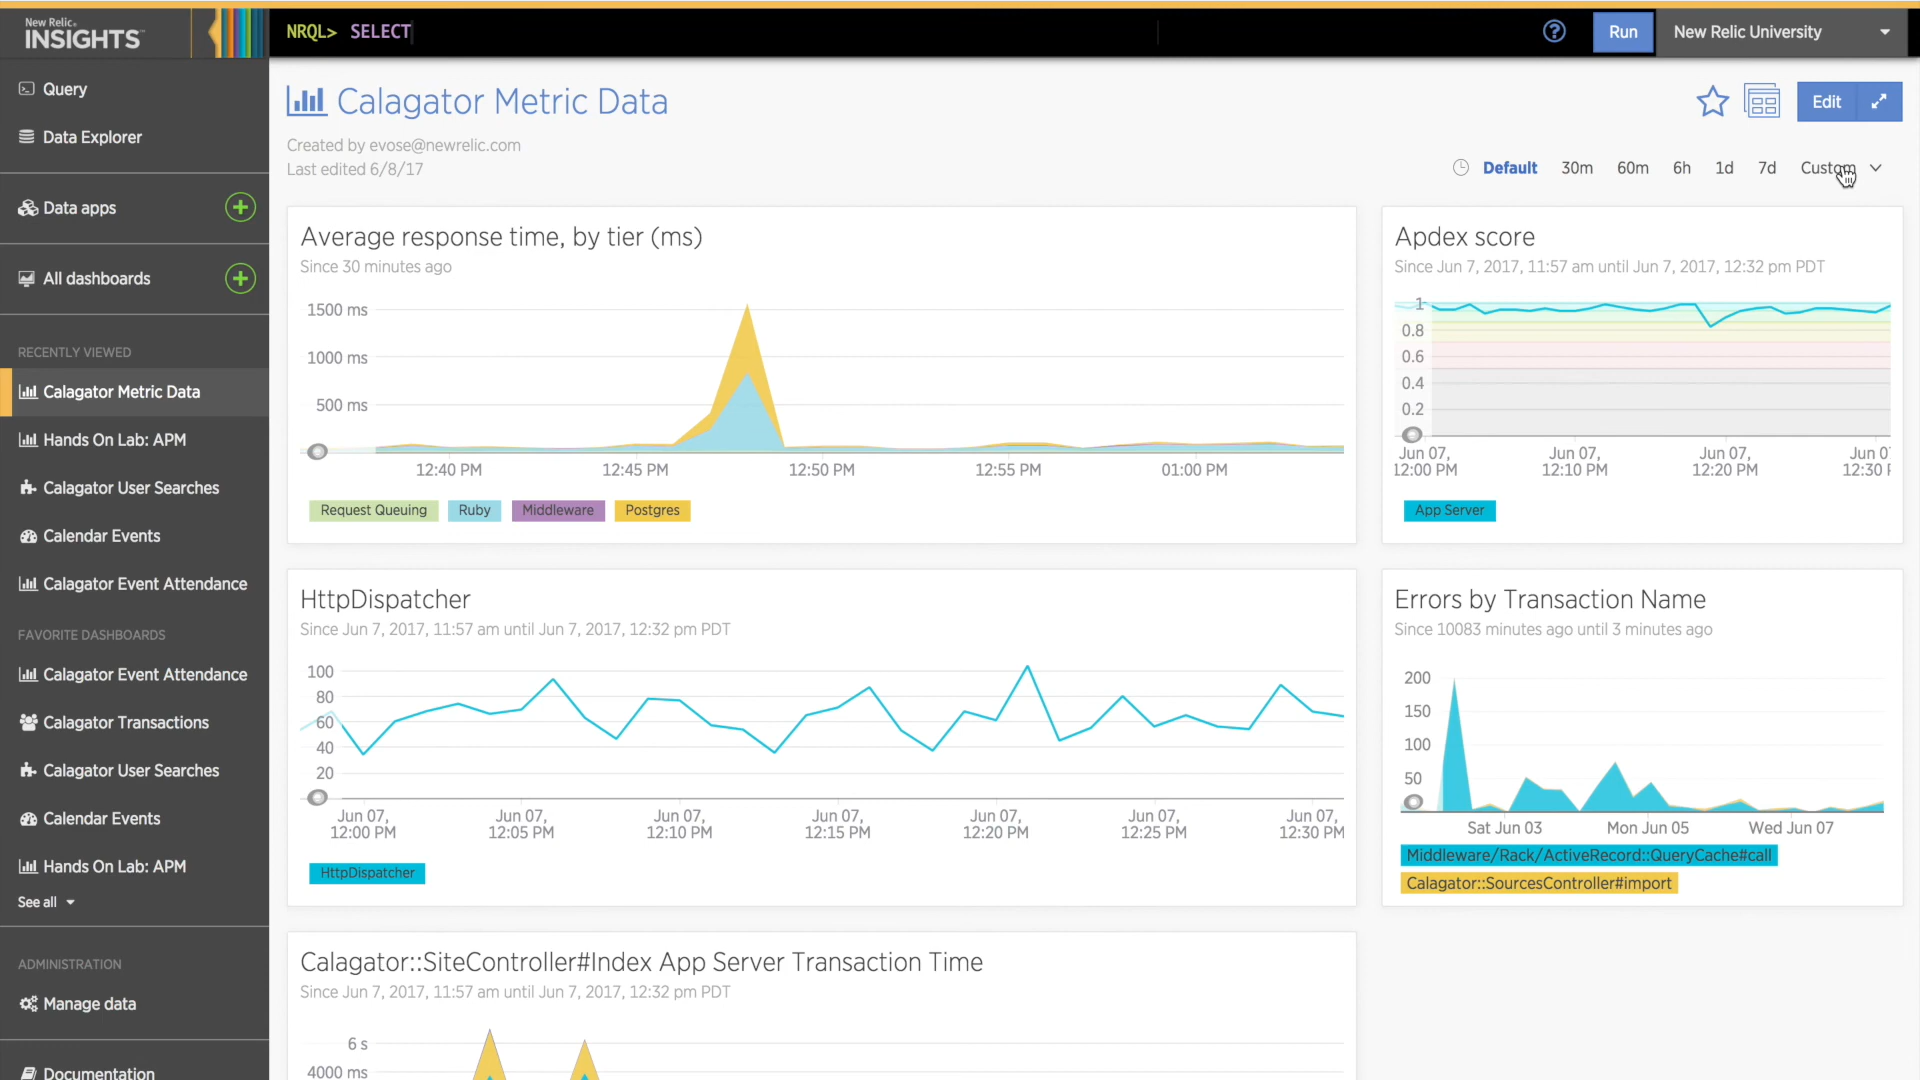 New Relic.
INSIGHTS
NRQL> SELECT
?
Run
New Relic University
Query
Data Explorer
Data apps
All dashboards
RECENTLY VIEWED
Calagator Metric Data
Hands On Lab: APM
Calagator User Searches
Calendar Events
Calagator Event Attendance
FAVORITE DASHBOARDS
Calagator Event Attendance
Calagator Transactions
Calagator User Searches
Calendar Events
Hands On Lab: APM
See all
ADMINISTRATION
Manage data
Documentation
Calagator Metric Data
Created by evose@newrelic.com
Last edited 6/8/17
Edit
Default 30m 60m 6h 1d 7d Custom
Average response time, by tier (ms)
Since 30 minutes ago
1500 ms
1000 ms
500 ms
12:40 PM 12:45 PM 12:50 PM 12:55 PM 01:00 PM
Request Queuing Ruby Middleware Postgres
Apdex score
Since Jun 7, 2017, 11:57 am until Jun 7, 2017, 12:32 pm PDT
1
0.8
0.6
0.4
0.2
Jun 07, Jun 07, Jun 07, Jun 0
12:00 PM 12:10 PM 12:20 PM 12:30
App Server
HttpDispatcher
Since Jun 7, 2017, 11:57 am until Jun 7, 2017, 12:32 pm PDT
100
80
60
40
20
Jun 07, Jun 07, Jun 07, Jun 07, Jun 07, Jun 07, Jun 07,
12:00 PM 12:05 PM 12:10 PM 12:15 PM 12:20 PM 12:25 PM 12:30 PM
HttpDispatcher
Errors by Transaction Name
Since 10083 minutes ago until 3 minutes ago
200
150
100
50
Sat Jun 03 Mon Jun 05 Wed Jun 07
Middleware/Rack/ActiveRecord::QueryCache#call
Calagator::SourcesController#import
Calagator::SiteController#Index App Server Transaction Time
Since Jun 7, 2017, 11:57 am until Jun 7, 2017, 12:32 pm PDT
6 s
4000 ms